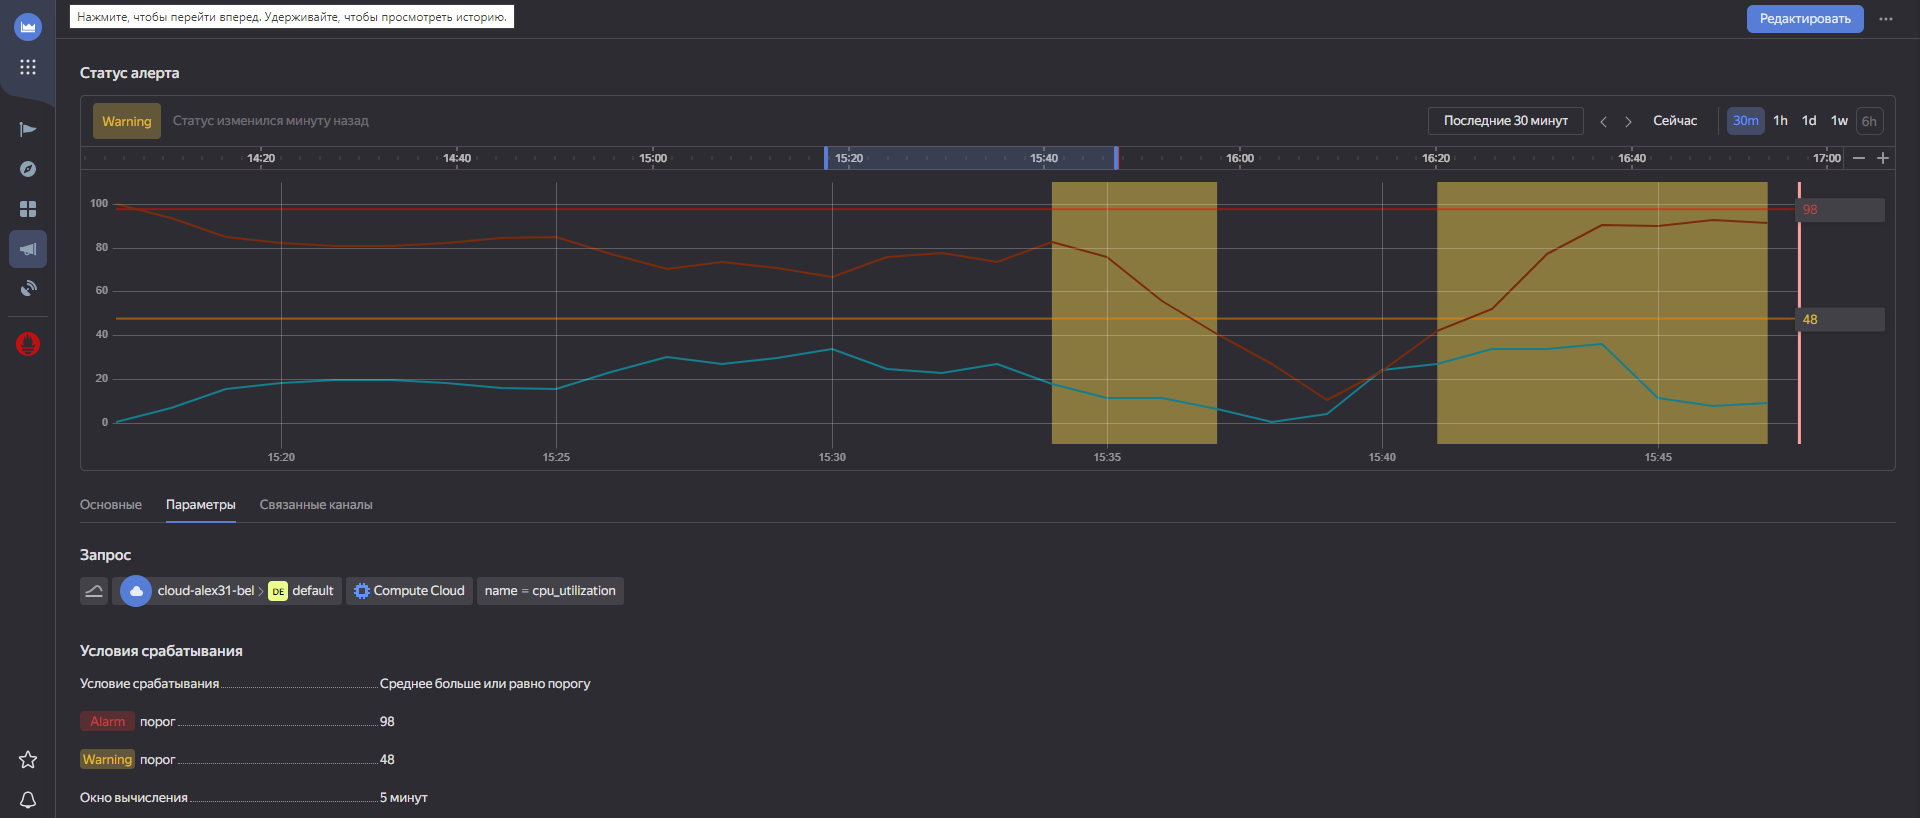 Нажмите, чтобы перейти вперед. Удерживайте, чтобы просмотреть историю.
Редактировать
Статус алерта
Warning Статус изменился минуту назад
Последние 30 минут Сейчас 30m 1h 1d 1w 6h
14:20 14:40 15:00 15:20 15:40 16:00 16:20 16:40 17:00
100
98
80
60
48
40
20
0
15:20 15:25 15:30 15:35 15:40 15:45
Основные Параметры Связанные каналы
Запрос
cloud-alex31-bel DE default Compute Cloud name = cpu_utilization
Условия срабатывания
Условие срабатывания Среднее больше или равно порогу
Alarm порог 98
Warning порог 48
Окно вычисления 5 минут